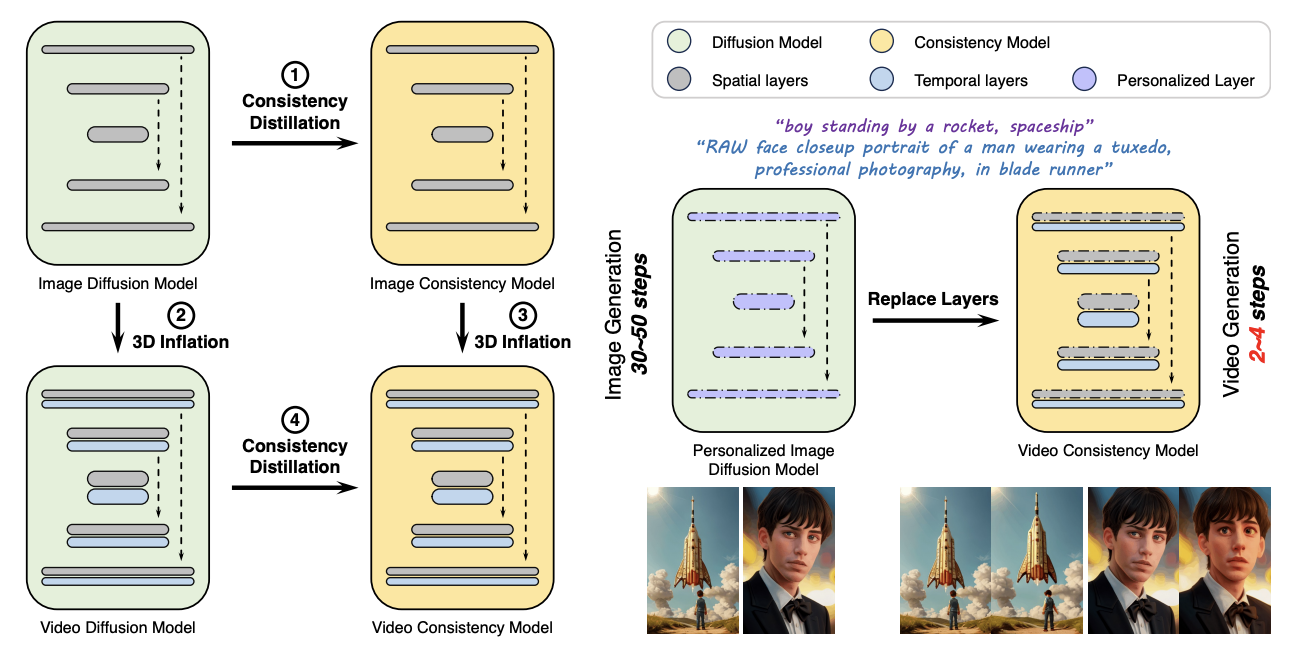 ①
Consistency
Distillation
Image Diffusion Model
Image Consistency Model
②
3D Inflation
③
3D Inflation
④
Consistency
Distillation
Video Diffusion Model
Video Consistency Model
Diffusion Model
Consistency Model
Spatial layers
Temporal layers
Personalized Layer
“boy standing by a rocket, spaceship”
“RAW face closeup portrait of a man wearing a tuxedo,
professional photography, in blade runner”
Image Generation
30~50 steps
Replace Layers
Video Generation
2~4 steps
Personalized Image
Diffusion Model
Video Consistency Model